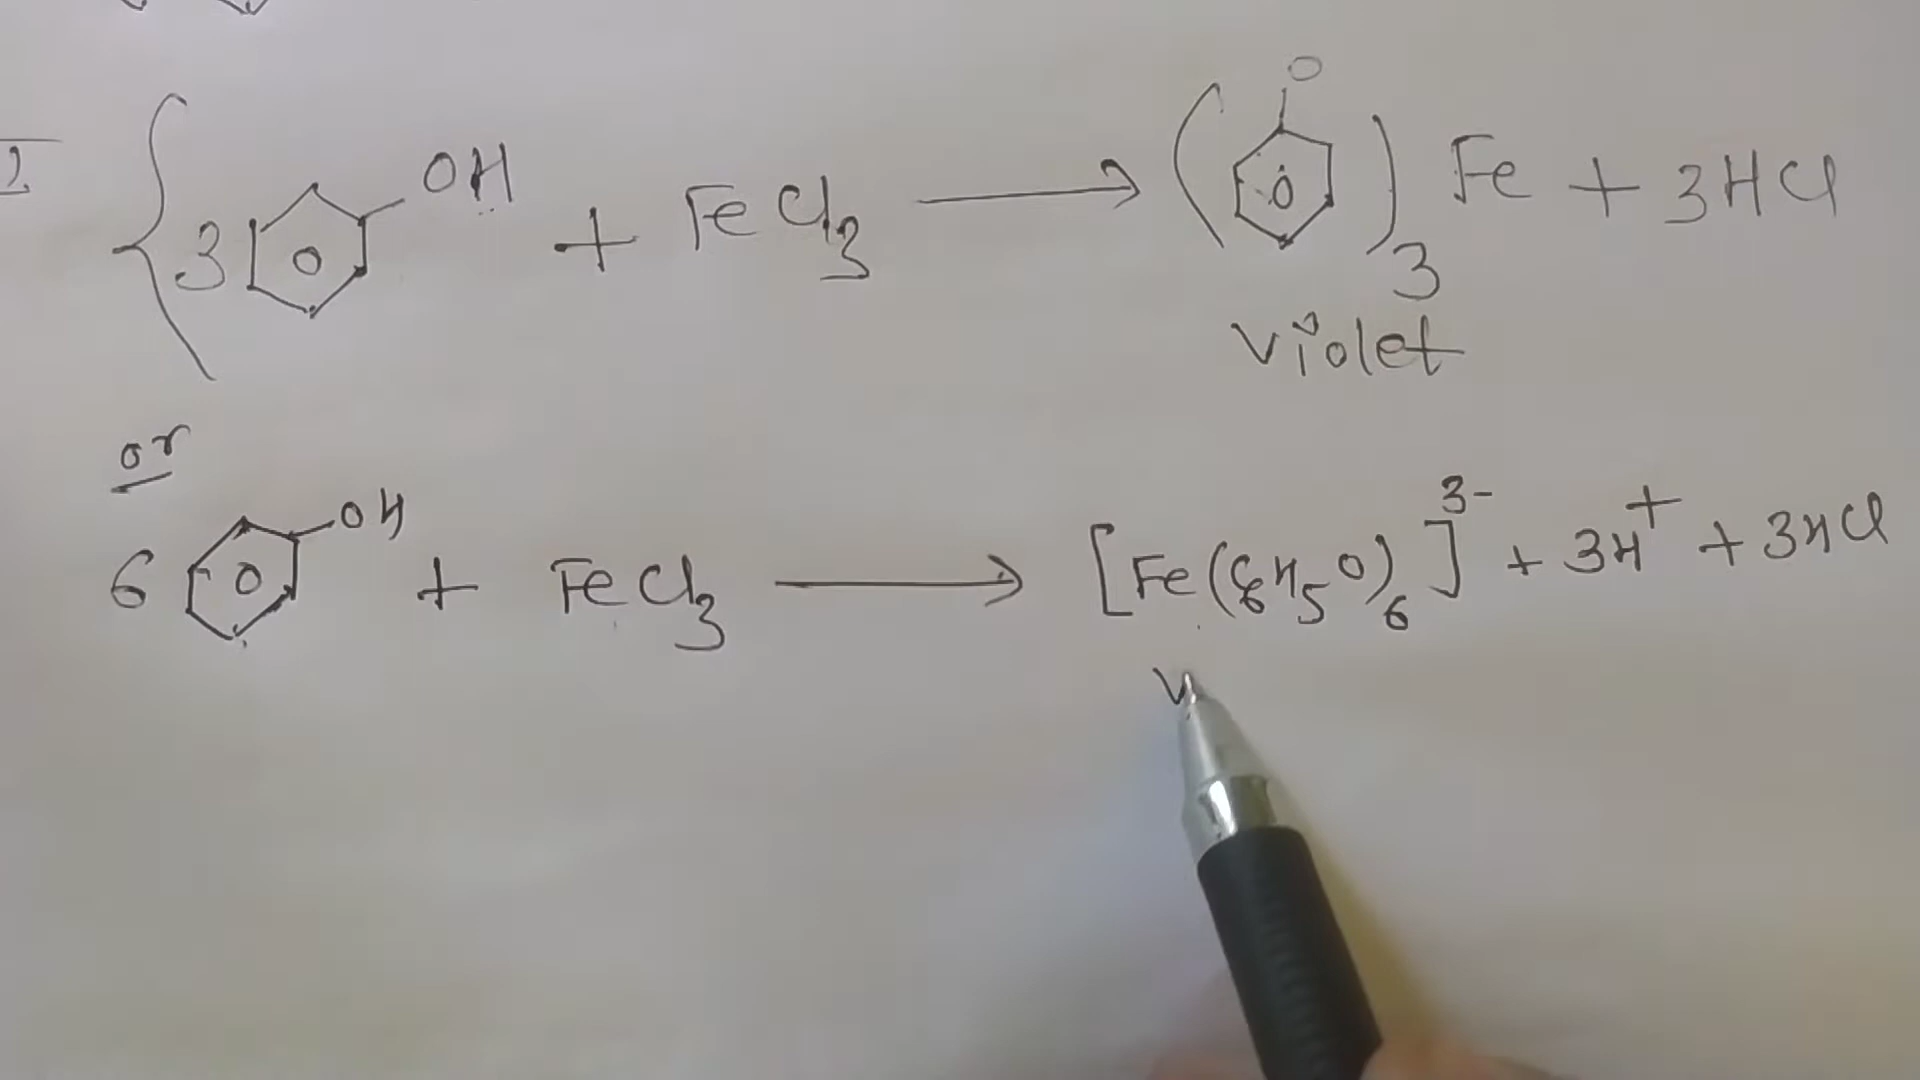 3 OH + FeCl3 → ( O )3 Fe + 3HCl
violet
or
6 OH + FeCl3 → [Fe(C6H5O)6]3- + 3H+ + 3HCl
V